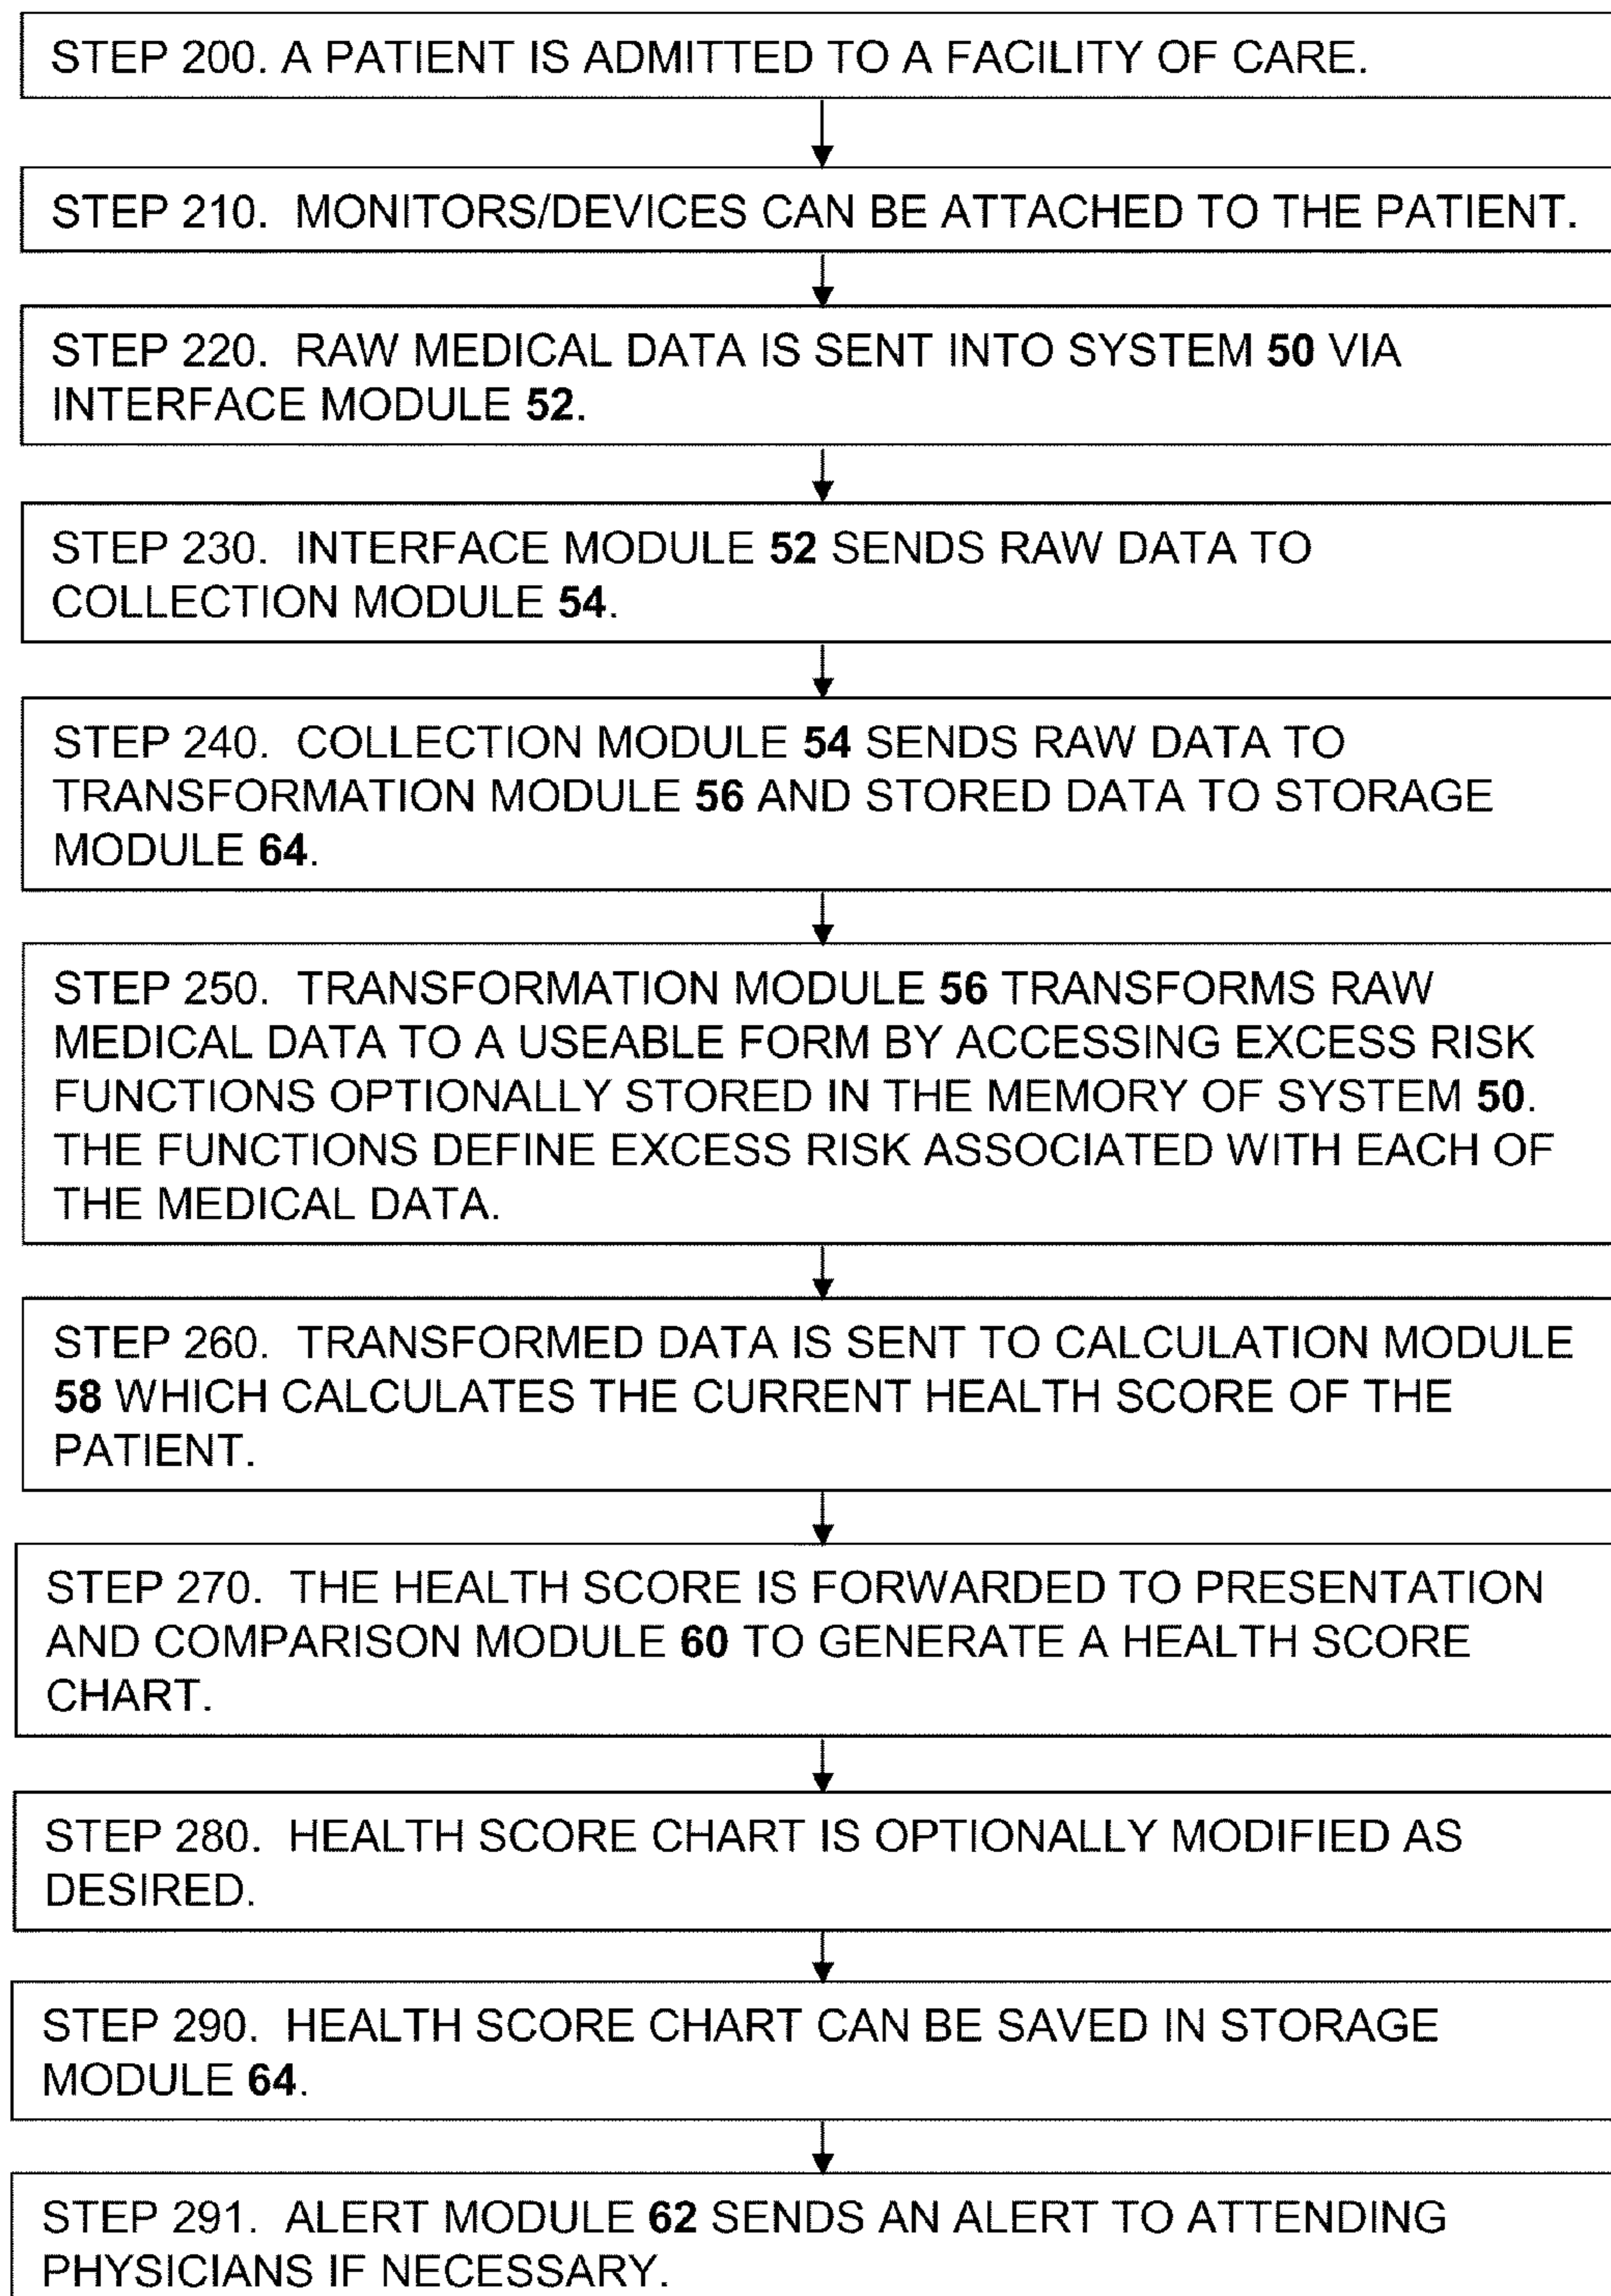 STEP 200. A PATIENT IS ADMITTED TO A FACILITY OF CARE.
STEP 210. MONITORS/DEVICES CAN BE ATTACHED TO THE PATIENT.
STEP 220. RAW MEDICAL DATA IS SENT INTO SYSTEM 50 VIA
INTERFACE MODULE 52.
STEP 230. INTERFACE MODULE 52 SENDS RAW DATA TO
COLLECTION MODULE 54.
STEP 240. COLLECTION MODULE 54 SENDS RAW DATA TO
TRANSFORMATION MODULE 56 AND STORED DATA TO STORAGE
MODULE 64.
STEP 250. TRANSFORMATION MODULE 56 TRANSFORMS RAW
MEDICAL DATA TO A USEABLE FORM BY ACCESSING EXCESS RISK
FUNCTIONS OPTIONALLY STORED IN THE MEMORY OF SYSTEM 50.
THE FUNCTIONS DEFINE EXCESS RISK ASSOCIATED WITH EACH OF
THE MEDICAL DATA.
STEP 260. TRANSFORMED DATA IS SENT TO CALCULATION MODULE
58 WHICH CALCULATES THE CURRENT HEALTH SCORE OF THE
PATIENT.
STEP 270. THE HEALTH SCORE IS FORWARDED TO PRESENTATION
AND COMPARISON MODULE 60 TO GENERATE A HEALTH SCORE
CHART.
STEP 280. HEALTH SCORE CHART IS OPTIONALLY MODIFIED AS
DESIRED.
STEP 290. HEALTH SCORE CHART CAN BE SAVED IN STORAGE
MODULE 64.
STEP 291. ALERT MODULE 62 SENDS AN ALERT TO ATTENDING
PHYSICIANS IF NECESSARY.